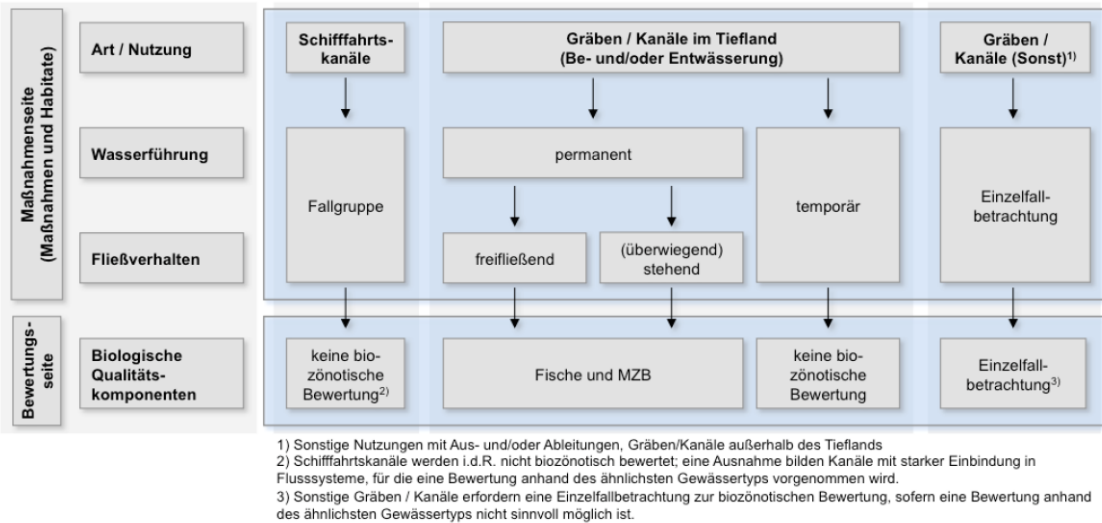 Maßnahmenseite
(Maßnahmen und Habitate)
Art / Nutzung
Schifffahrts-
kanäle
Gräben / Kanäle im Tiefland
(Be- und/oder Entwässerung)
Gräben /
Kanäle (Sonst)1)
Wasserführung
Fallgruppe
permanent
temporär
Einzelfall-
betrachtung
Fließverhalten
freifließend
(überwiegend)
stehend
Bewertungs-
seite
Biologische
Qualitäts-
komponenten
keine bio-
zönotische
Bewertung2)
Fische und MZB
keine bio-
zönotische
Bewertung
Einzelfall-
betrachtung3)
1) Sonstige Nutzungen mit Aus- und/oder Ableitungen, Gräben/Kanäle außerhalb des Tieflands
2) Schifffahrtskanäle werden i.d.R. nicht biozönotisch bewertet; eine Ausnahme bilden Kanäle mit starker Einbindung in
Flusssysteme, für die eine Bewertung anhand des ähnlichsten Gewässertyps vorgenommen wird.
3) Sonstige Gräben / Kanäle erfordern eine Einzelfallbetrachtung zur biozönotischen Bewertung, sofern eine Bewertung anhand
des ähnlichsten Gewässertyps nicht sinnvoll möglich ist.